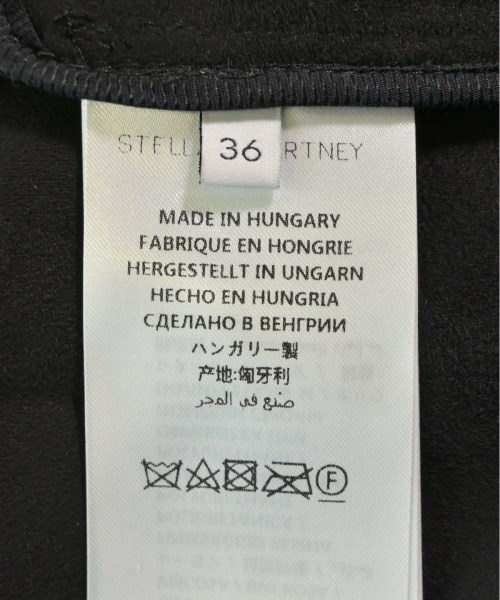 STELL RTNEY
36
MADE IN HUNGARY
FABRIQUE EN HONGRIE
HERGESTELLT IN UNGARN
HECHO EN HUNGRIA
СДЕЛАНО В ВЕНГРИИ
ハンガリー製
产地:匈牙利
صنع في المجر
F